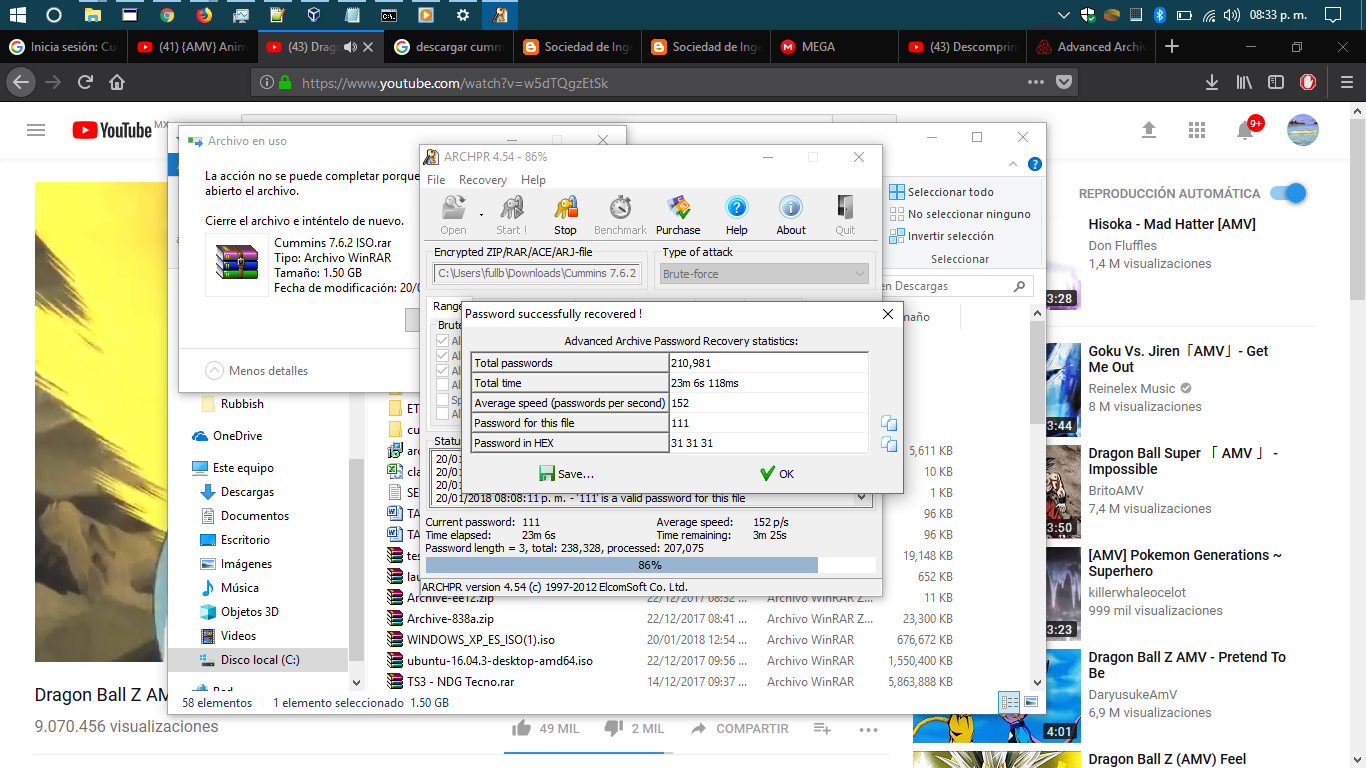 08:33 p. m.
Inicia sesión: Cu
(41) {AMV} Anim
(43) Drag
descargar cumm
Sociedad de Inge
Sociedad de Inge
MEGA
(43) Descomprin
Advanced Archiv
https://www.youtube.com/watch?v=w5dTQgzEtSk
YouTube MX
9+
Archivo en uso
La acción no se puede completar porque
abierto el archivo.
Cierre el archivo e inténtelo de nuevo.
Cummins 7.6.2 ISO.rar
Tipo: Archivo WinRAR
Tamaño: 1.50 GB
Fecha de modificación: 20/0
Menos detalles
ARCHPR 4.54 - 86%
File Recovery Help
Open Start ! Stop Benchmark Purchase Help About Quit
Encrypted ZIP/RAR/ACE/ARJ-file
C:\Users\fullb\Downloads\Cummins 7.6.2
Type of attack
Brute-force
Range
Brute
Al
Al
Al
Al
Sp
Al
Password successfully recovered !
Advanced Archive Password Recovery statistics:
Total passwords 210,981
Total time 23m 6s 118ms
Average speed (passwords per second) 152
Password for this file 111
Password in HEX 31 31 31
Save... OK
Statu
20/01
20/01
20/01
20/01/2018 08:08:11 p. m. - '111' is a valid password for this file
Current password: 111
Average speed: 152 p/s
Time elapsed: 23m 6s
Time remaining: 3m 25s
Password length = 3, total: 238,328, processed: 207,075
86%
ARCHPR version 4.54 (c) 1997-2012 ElcomSoft Co. Ltd.
Seleccionar todo
No seleccionar ninguno
Invertir selección
Seleccionar
en Descargas
maño
Rubbish
OneDrive
Este equipo
Descargas
Documentos
Escritorio
Imágenes
Música
Objetos 3D
Videos
Disco local (C:)
Red
ET
cu
arc
cla
SE
TA
TA
tes
lau
5,611 KB
10 KB
1 KB
96 KB
96 KB
19,148 KB
652 KB
Archive-ee12.zip 22/12/2017 08:32 ... Archivo WinRAR Z... 11 KB
Archive-838a.zip 22/12/2017 08:41 ... Archivo WinRAR Z... 23,300 KB
WINDOWS_XP_ES_ISO(1).iso 20/01/2018 12:54 ... Archivo WinRAR 676,672 KB
ubuntu-16.04.3-desktop-amd64.iso 22/12/2017 09:56 ... Archivo WinRAR 1,550,400 KB
TS3 - NDG Tecno.rar 14/12/2017 09:37 ... Archivo WinRAR 5,863,888 KB
58 elementos 1 elemento seleccionado 1.50 GB
Dragon Ball Z AM
9.070.456 visualizaciones
49 MIL 2 MIL COMPARTIR
REPRODUCCIÓN AUTOMÁTICA
Hisoka - Mad Hatter [AMV]
Don Fluffles
1,4 M visualizaciones
3:28
Goku Vs. Jiren「AMV」- Get
Me Out
Reinelex Music
8 M visualizaciones
3:44
Dragon Ball Super 「 AMV 」 -
Impossible
BritoAMV
7,4 M visualizaciones
3:50
[AMV] Pokemon Generations ~
Superhero
killerwhaleocelot
999 mil visualizaciones
3:23
Dragon Ball Z AMV - Pretend To
Be
DaryusukeAmV
6,9 M visualizaciones
4:01
Dragon Ball Z (AMV) Feel